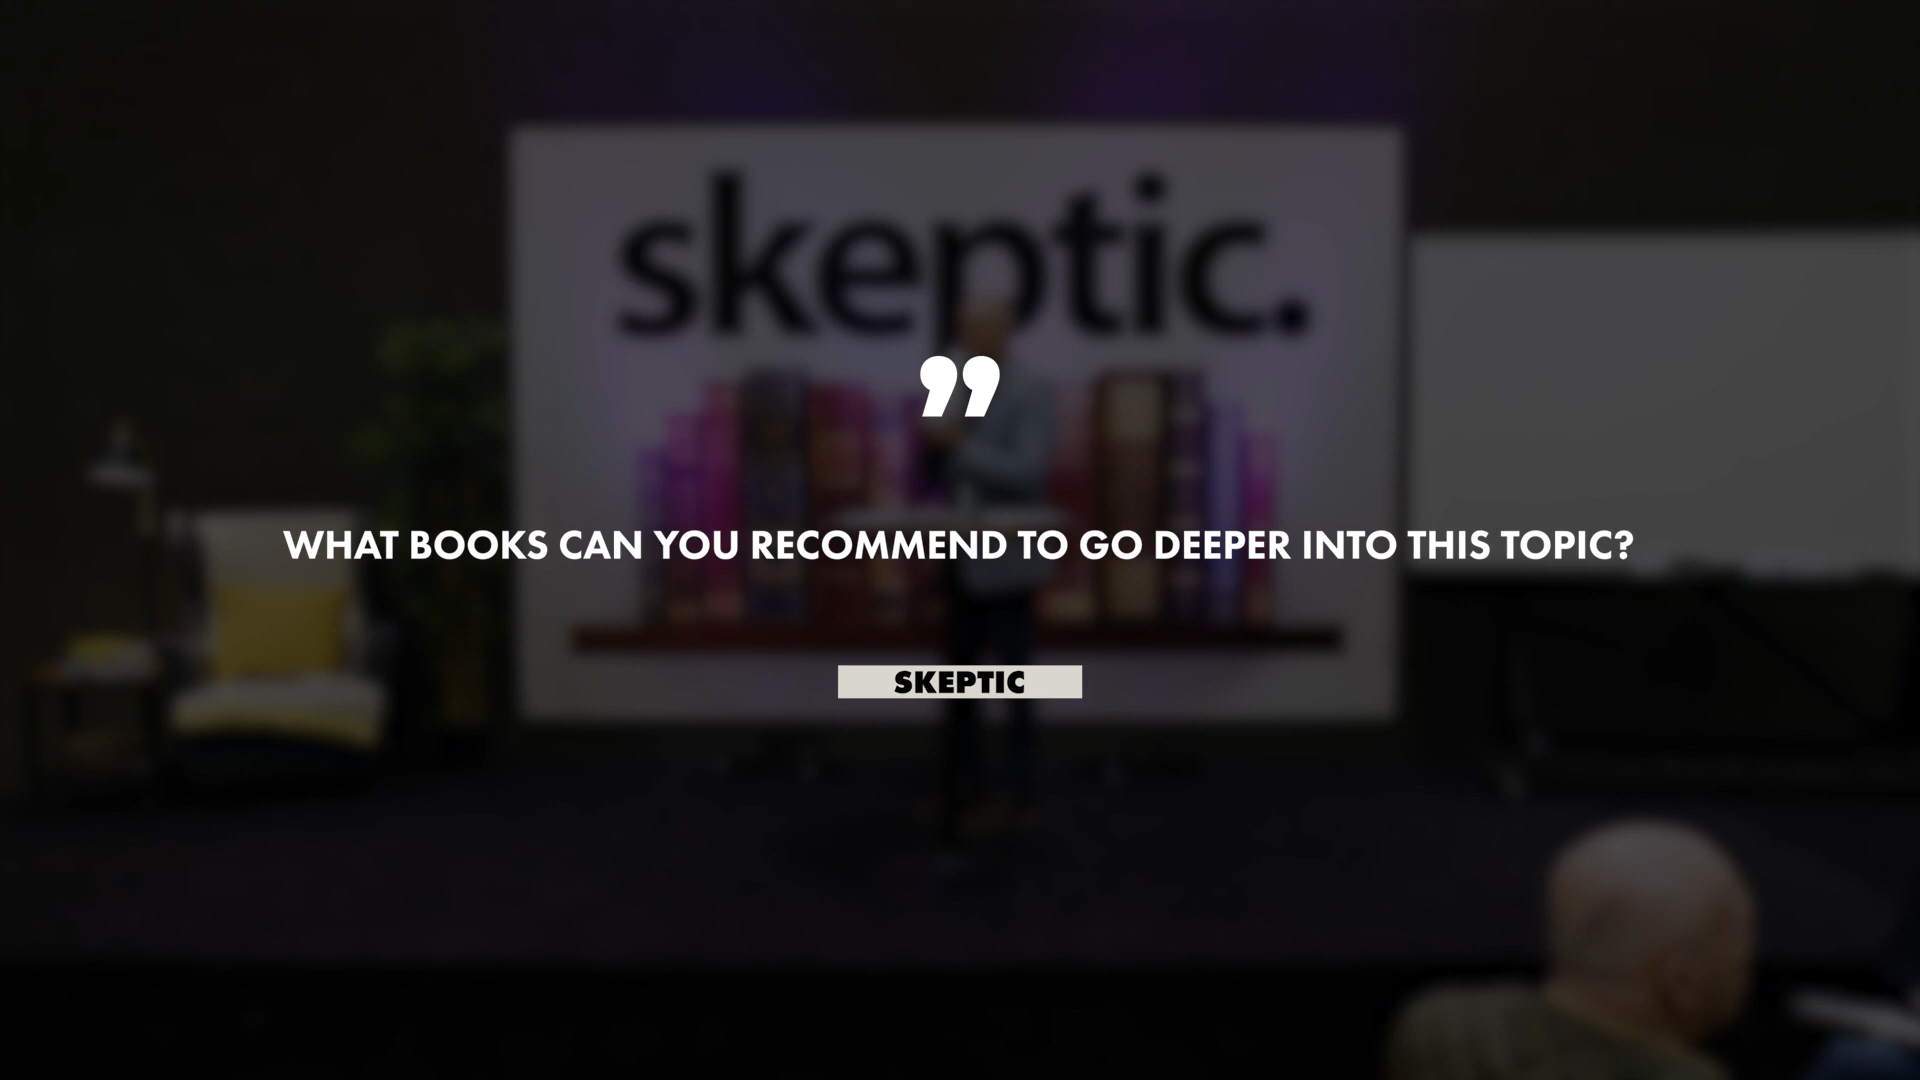 skeptic.
”
WHAT BOOKS CAN YOU RECOMMEND TO GO DEEPER INTO THIS TOPIC?
SKEPTIC